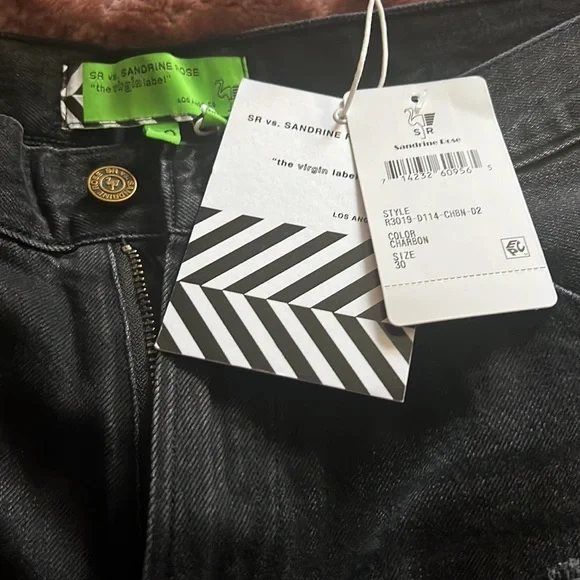 SR vs. SANDRINE ROSE
"the virgin label"
LOS ANGELES
SR vs. SANDRINE
"the virgin label
LOS ANG
SR
Sandrine Rose
7 14232 60956 5
STYLE
R3019-D114-CHBN-D2
COLOR
CHARBON
SIZE
30